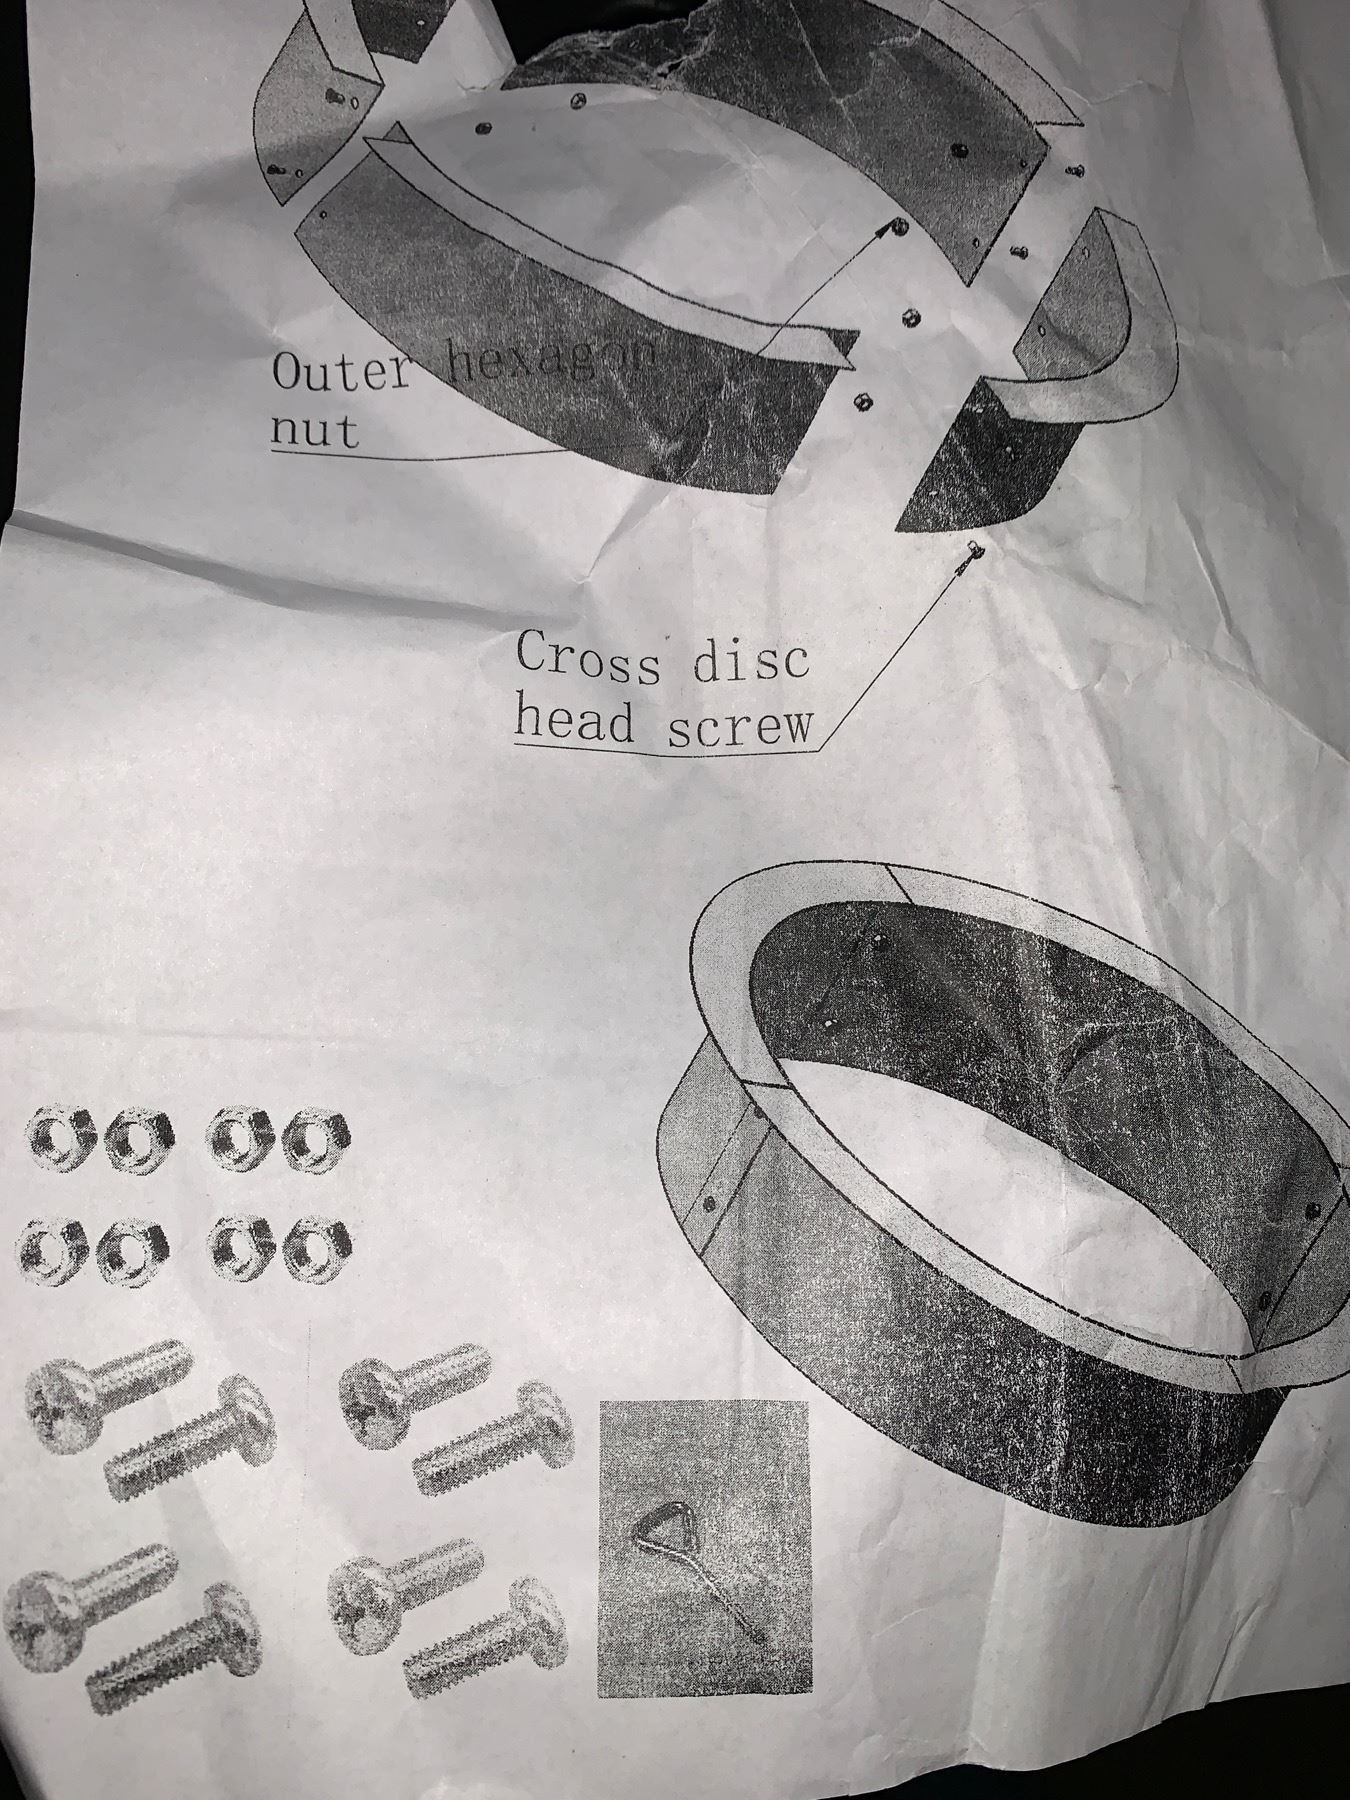 Outer hexagon
nut
Cross disc
head screw